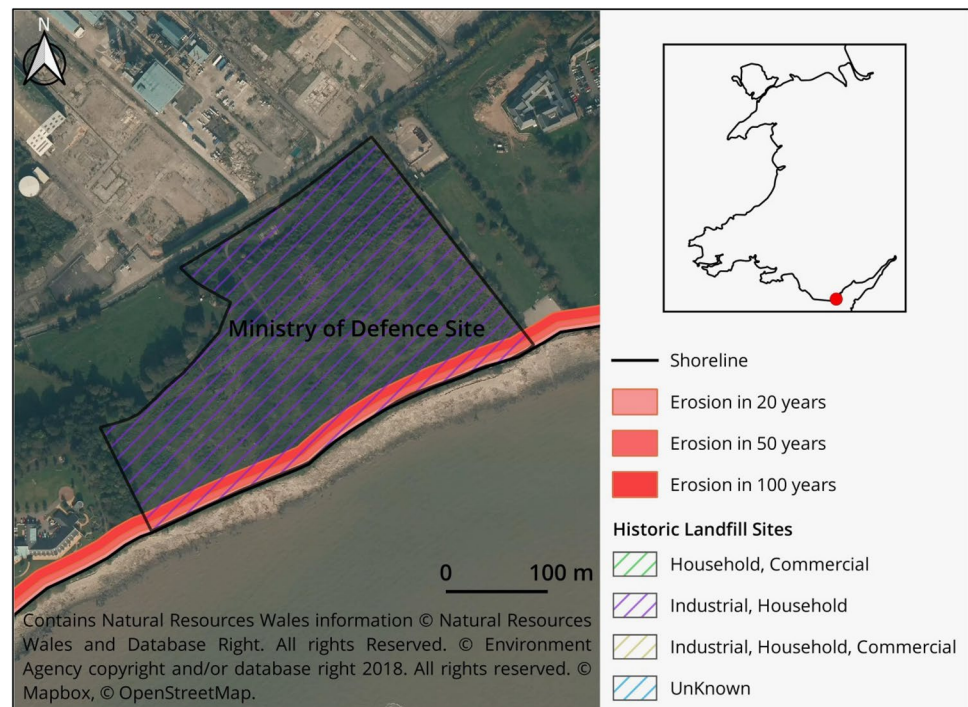 N
Ministry of Defence Site
0 100 m
Contains Natural Resources Wales information © Natural Resources
Wales and Database Right. All rights Reserved. © Environment
Agency copyright and/or database right 2018. All rights reserved. ©
Mapbox, © OpenStreetMap.
Shoreline
Erosion in 20 years
Erosion in 50 years
Erosion in 100 years
Historic Landfill Sites
Household, Commercial
Industrial, Household
Industrial, Household, Commercial
UnKnown